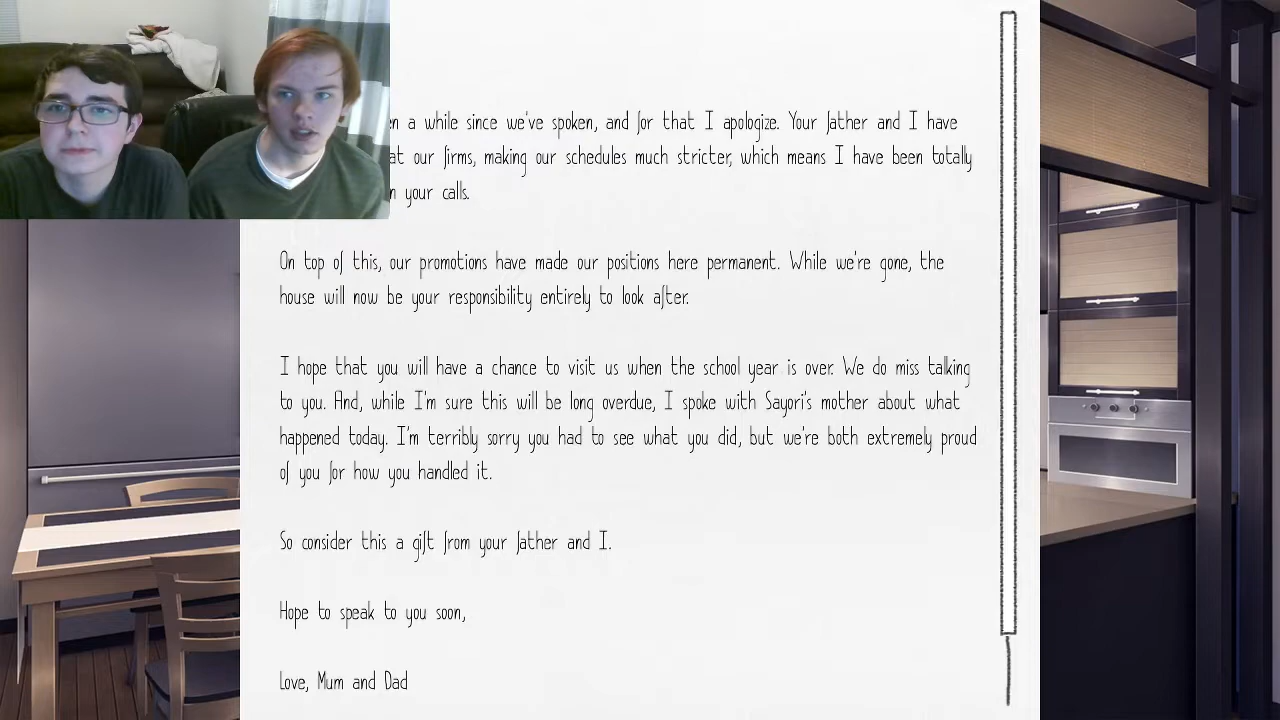 a while since we've spoken, and for that I apologize. Your father and I have
at our firms, making our schedules much stricter, which means I have been totally
your calls.
On top of this, our promotions have made our positions here permanent. While we're gone, the
house will now be your responsibility entirely to look after.
I hope that you will have a chance to visit us when the school year is over. We do miss talking
to you. And, while I'm sure this will be long overdue, I spoke with Sayori's mother about what
happened today. I'm terribly sorry you had to see what you did, but we're both extremely proud
of you for how you handled it.
So consider this a gift from your father and I.
Hope to speak to you soon,
Love, Mum and Dad